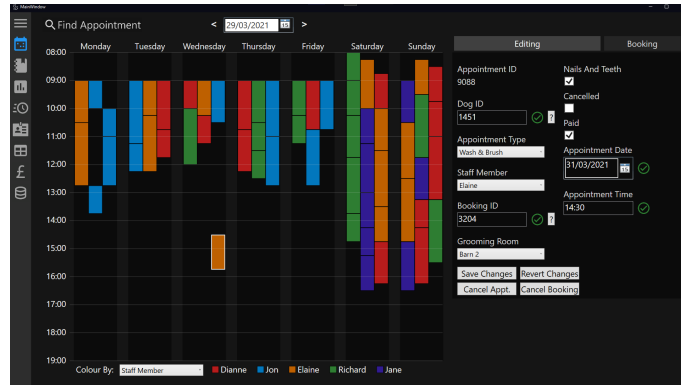 MainWindow
Find Appointment
< 29/03/2021 15 >
Monday Tuesday Wednesday Thursday Friday Saturday Sunday
08:00
09:00
10:00
11:00
12:00
13:00
14:00
15:00
16:00
17:00
18:00
19:00
Colour By: Staff Member Dianne Jon Elaine Richard Jane
Editing Booking
Appointment ID
9088
Dog ID
1451 ?
Appointment Type
Wash & Brush
Staff Member
Elaine
Booking ID
3204 ?
Grooming Room
Barn 2
Nails And Teeth
Cancelled
Paid
Appointment Date
31/03/2021 15
Appointment Time
14:30
Save Changes Revert Changes
Cancel Appt. Cancel Booking